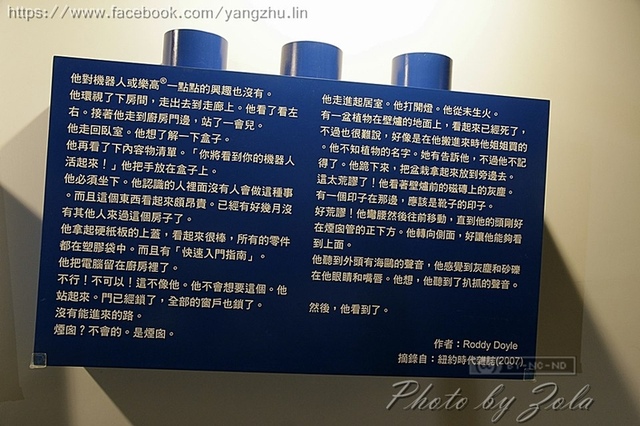 https://www.facebook.com/yangzhu.lin
他對機器人或樂高®一點點的興趣也沒有。
他環視了下房間，走出去到走廊上。他看了看左
右。接著他走到廚房門邊，站了一會兒。
他走回臥室。他想了解一下盒子。
他再看了下內容物清單。「你將看到你的機器人
活起來！」他把手放在盒子上。
他必須坐下。他認識的人裡面沒有人會做這種事
。而且這個東西看起來頗昂貴。已經有好幾月沒
有其他人來過這個房子了。
他拿起硬紙板的上蓋，看起來很棒，所有的零件
都在塑膠袋中。而且有「快速入門指南」。
他把電腦留在廚房裡了。
不行！不可以！這不像他。他不會想要這個。他
站起來。門已經鎖了，全部的窗戶也鎖了。
沒有能進來的路。
煙囪？不會的。是煙囪。
他走進起居室。他打開燈。他從未生火。
有一盆植物在壁爐的地面上，看起來已經死了，
不過也很難說，好像是在他搬進來時他姐姐買的
。他不知植物的名字。她有告訴他，不過他不記
得了。他跪下來，把盆栽拿起來放到旁邊去。
這太荒謬了！他看著壁爐前的磁磚上的灰塵。
有一個印子在那邊，應該是靴子的印子。
好荒謬！他彎腰然後往前移動，直到他的頭剛好
在煙囪管的正下方。他轉向側面，好讓他能夠看
到上面。
他聽到外頭有海鷗的聲音，他感覺到灰塵和砂礫
在他眼睛和嘴唇。他想，他聽到了扒抓的聲音。
然後，他看到了。
作者：Roddy Doyle
摘錄自：紐約時代雜誌(2007)
BY-NC-ND
Photo by Zola